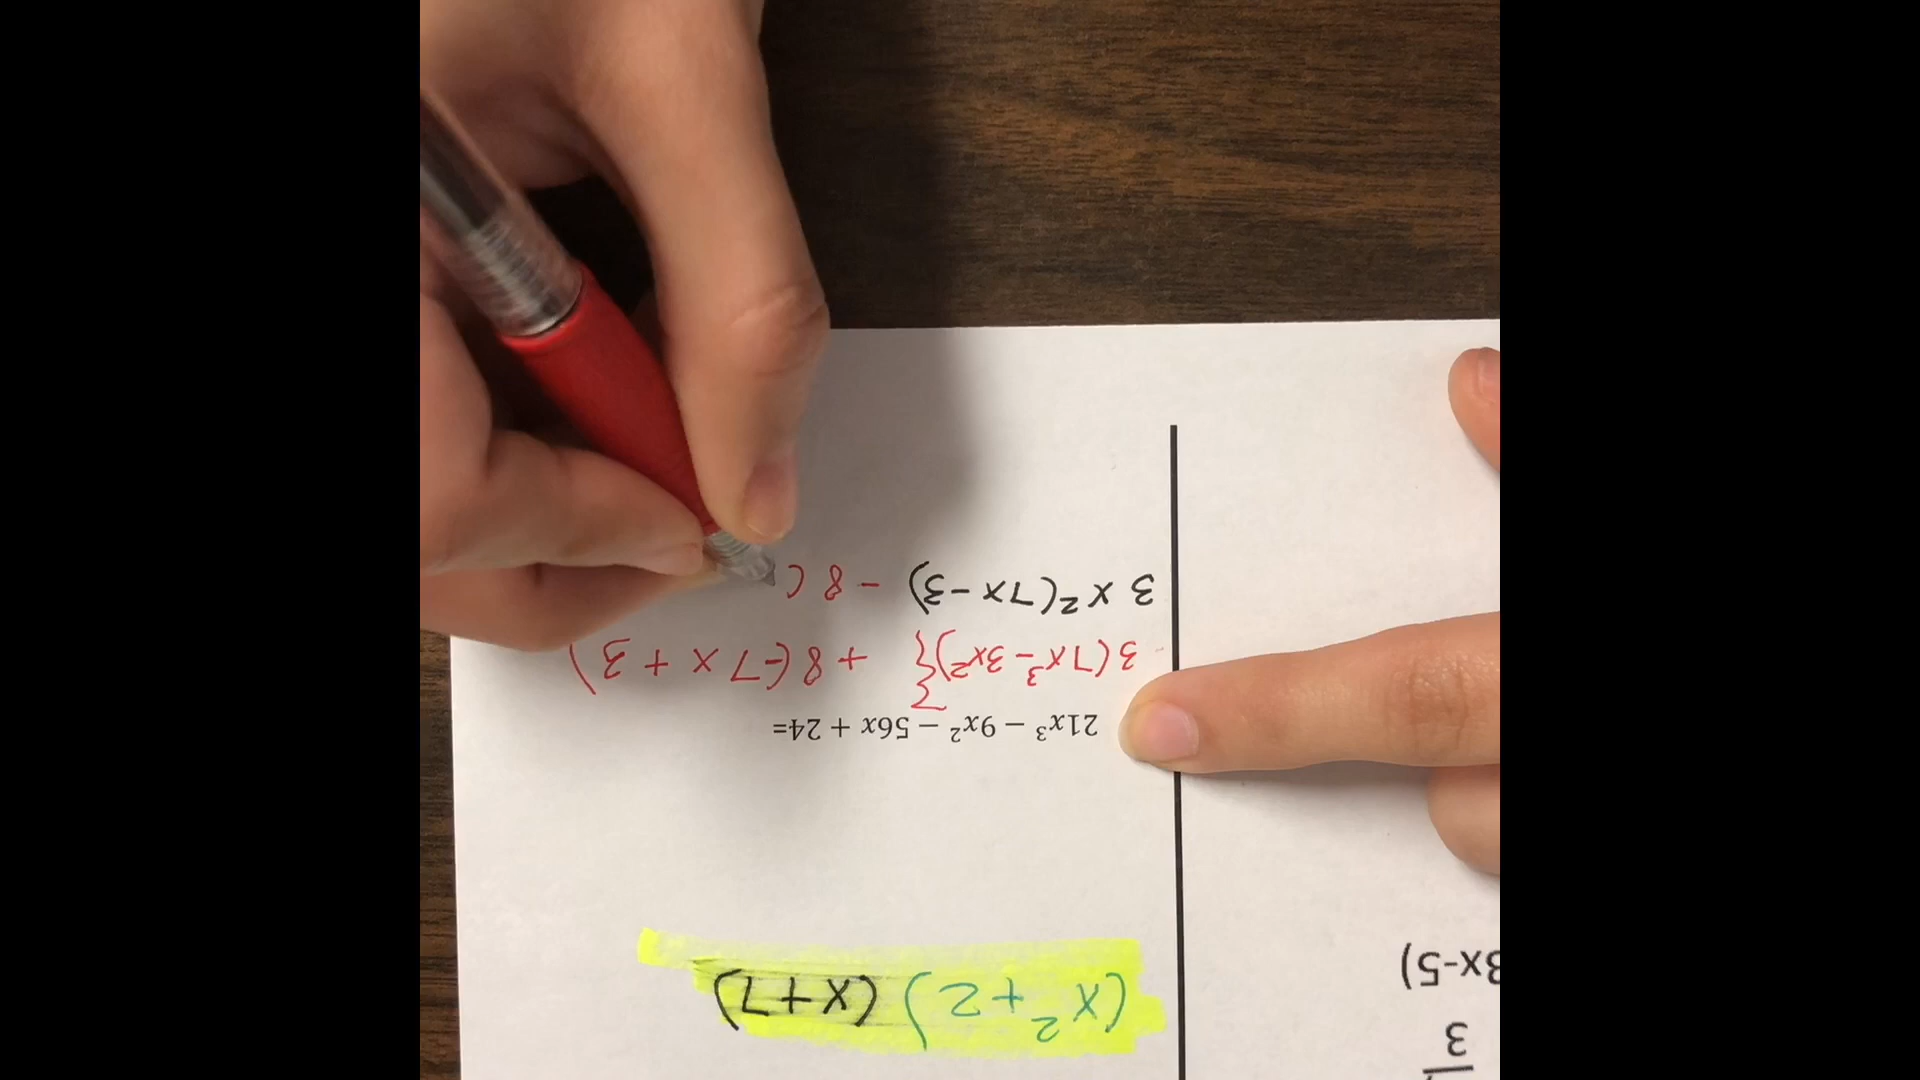 3
3x-5)
(x²+2) (x+7)
21x³ − 9x² − 56x + 24=
3(7x³-3x²)} + 8(-7x+3)
3x²(7x-3) - 8(